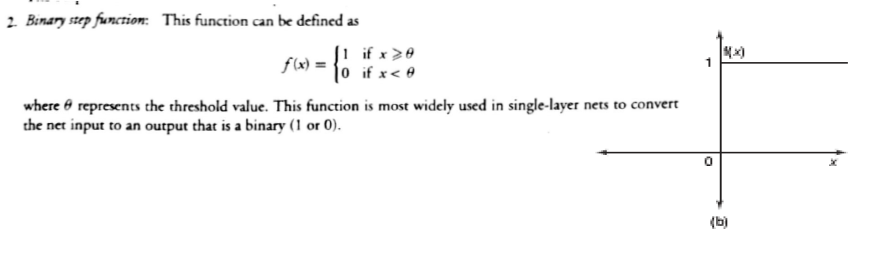 2. Binary step function: This function can be defined as
f(x) = {1 if x ⩾ θ
0 if x < θ
where θ represents the threshold value. This function is most widely used in single-layer nets to convert
the net input to an output that is a binary (1 or 0).
f(x)
1
0
x
(b)